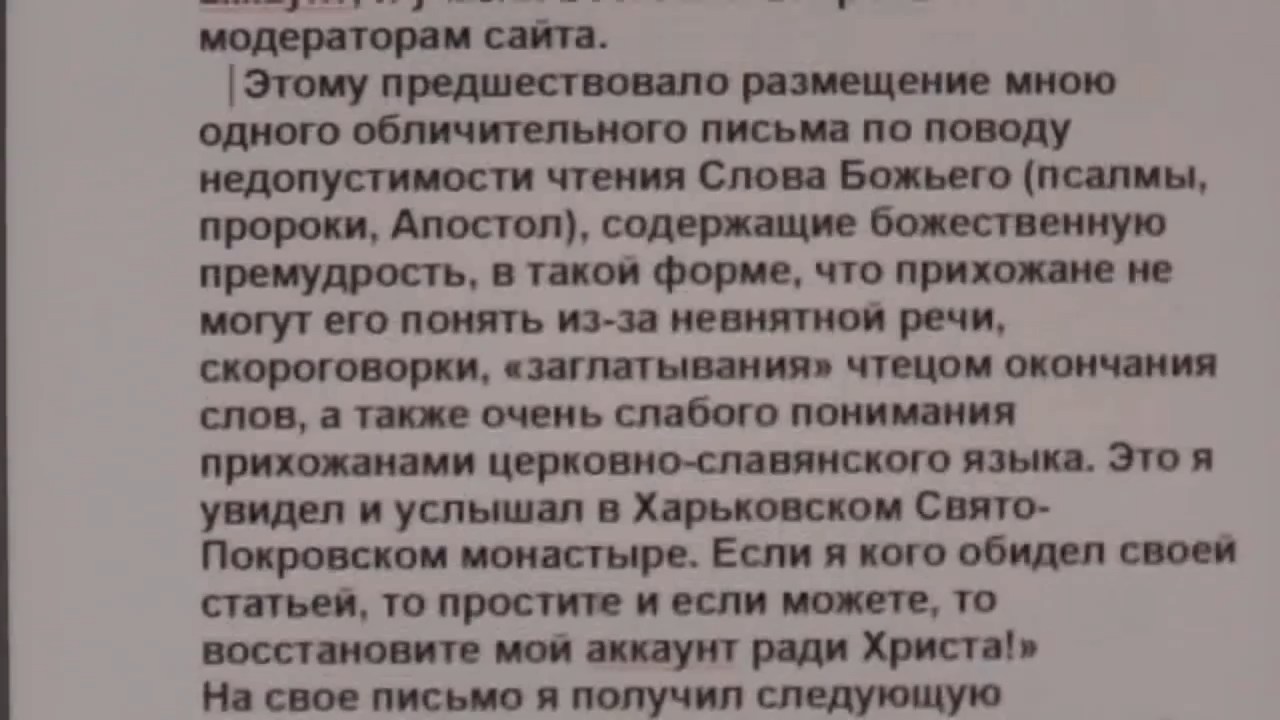 модераторам сайта.
Этому предшествовало размещение мною
одного обличительного письма по поводу
недопустимости чтения Слова Божьего (псалмы,
пророки, Апостол), содержащие божественную
премудрость, в такой форме, что прихожане не
могут его понять из-за невнятной речи,
скороговорки, «заглатывания» чтецом окончания
слов, а также очень слабого понимания
прихожанами церковно-славянского языка. Это я
увидел и услышал в Харьковском Свято-
Покровском монастыре. Если я кого обидел своей
статьей, то простите и если можете, то
восстановите мой аккаунт ради Христа!»
На свое письмо я получил следующую